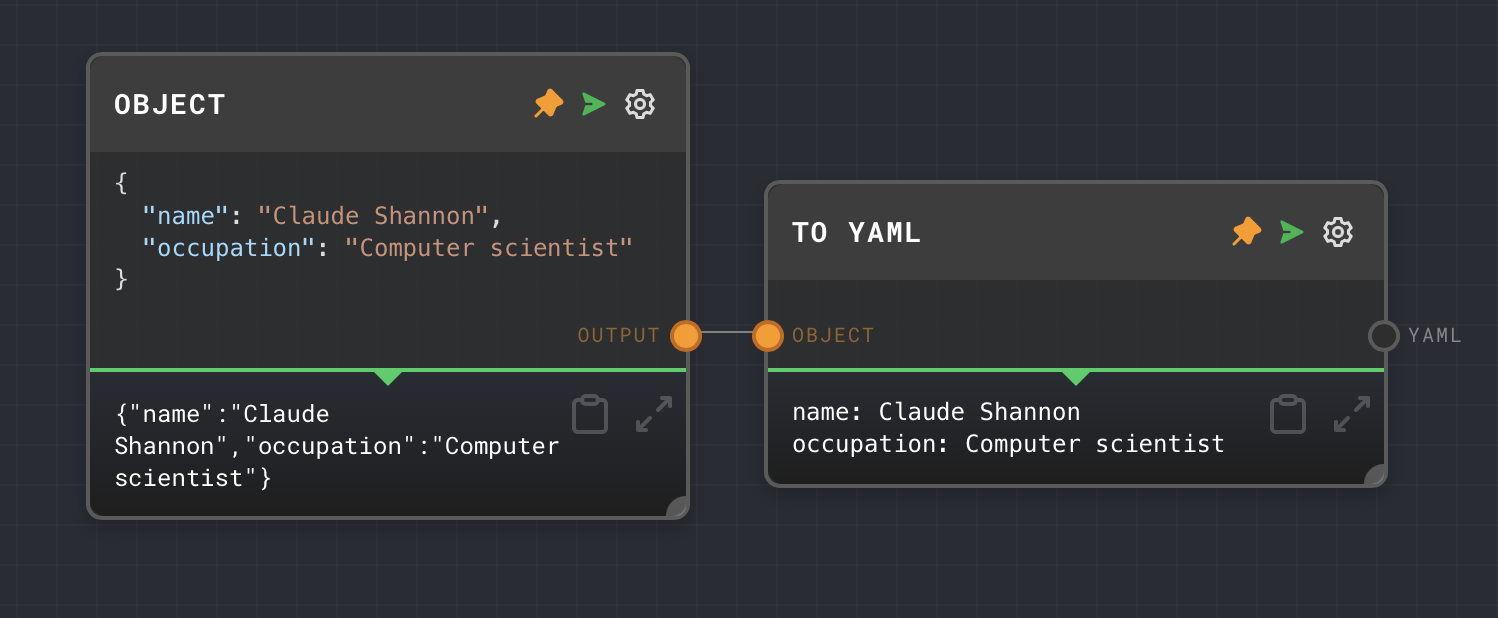 OBJECT
{
  "name": "Claude Shannon",
  "occupation": "Computer scientist"
}
OUTPUT
{"name":"Claude
Shannon","occupation":"Computer
scientist"}
TO YAML
OBJECT
YAML
name: Claude Shannon
occupation: Computer scientist